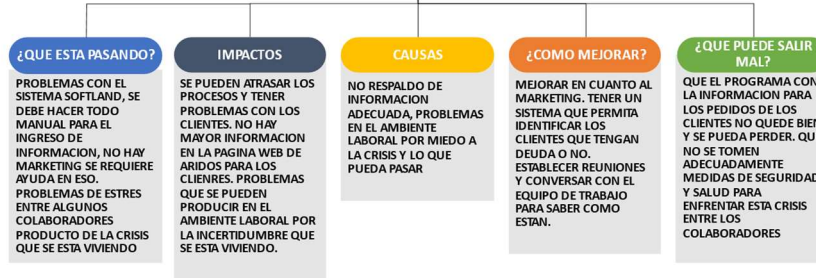 ¿QUE ESTA PASANDO?
PROBLEMAS CON EL
SISTEMA SOFTLAND, SE
DEBE HACER TODO
MANUAL PARA EL
INGRESO DE
INFORMACION, NO HAY
MARKETING SE REQUIERE
AYUDA EN ESO.
PROBLEMAS DE ESTRES
ENTRE ALGUNOS
COLABORADORES
PRODUCTO DE LA CRISIS
QUE SE ESTA VIVIENDO
IMPACTOS
SE PUEDEN ATRASAR LOS
PROCESOS Y TENER
PROBLEMAS CON LOS
CLIENTES. NO HAY
MAYOR INFORMACION
EN LA PAGINA WEB DE
ARIDOS PARA LOS
CLIENRES. PROBLEMAS
QUE SE PUEDEN
PRODUCIR EN EL
AMBIENTE LABORAL POR
LA INCERTIDUMBRE QUE
SE ESTA VIVIENDO.
CAUSAS
NO RESPALDO DE
INFORMACION
ADECUADA, PROBLEMAS
EN EL AMBIENTE
LABORAL POR MIEDO A
LA CRISIS Y LO QUE
PUEDA PASAR
¿COMO MEJORAR?
MEJORAR EN CUANTO AL
MARKETING. TENER UN
SISTEMA QUE PERMITA
IDENTIFICAR LOS
CLIENTES QUE TENGAN
DEUDA O NO.
ESTABLECER REUNIONES
Y CONVERSAR CON EL
EQUIPO DE TRABAJO
PARA SABER COMO
ESTAN.
¿QUE PUEDE SALIR
MAL?
QUE EL PROGRAMA CON
LA INFORMACION PARA
LOS PEDIDOS DE LOS
CLIENTES NO QUEDE BIEN
Y SE PUEDA PERDER. QUE
NO SE TOMEN
ADECUADAMENTE
MEDIDAS DE SEGURIDAD
Y SALUD PARA
ENFRENTAR ESTA CRISIS
ENTRE LOS
COLABORADORES